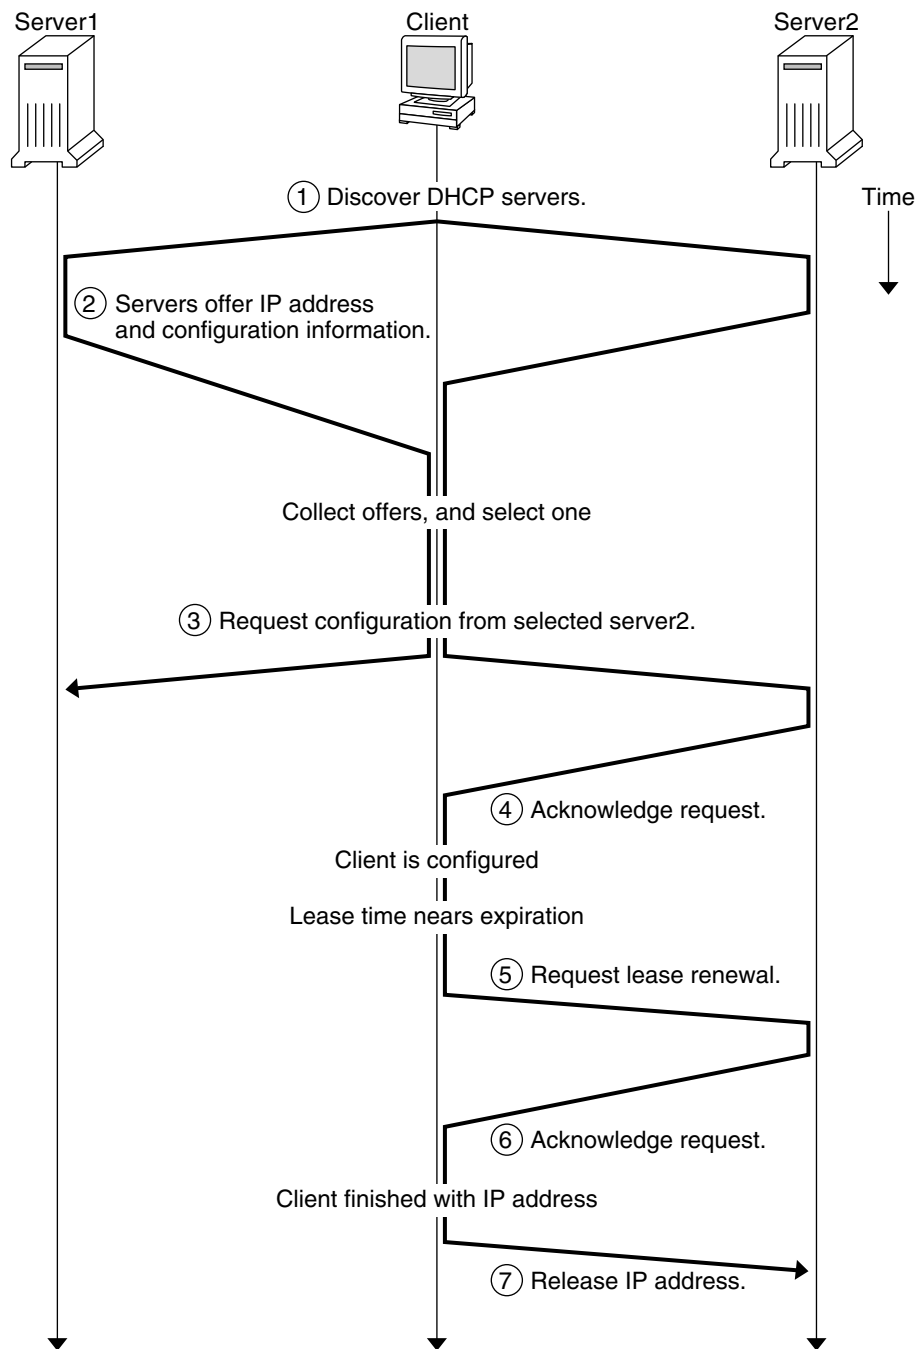 Server1
Client
Server2
1 Discover DHCP servers.
Time
2 Servers offer IP address
and configuration information.
Collect offers, and select one
3 Request configuration from selected server2.
4 Acknowledge request.
Client is configured
Lease time nears expiration
5 Request lease renewal.
6 Acknowledge request.
Client finished with IP address
7 Release IP address.